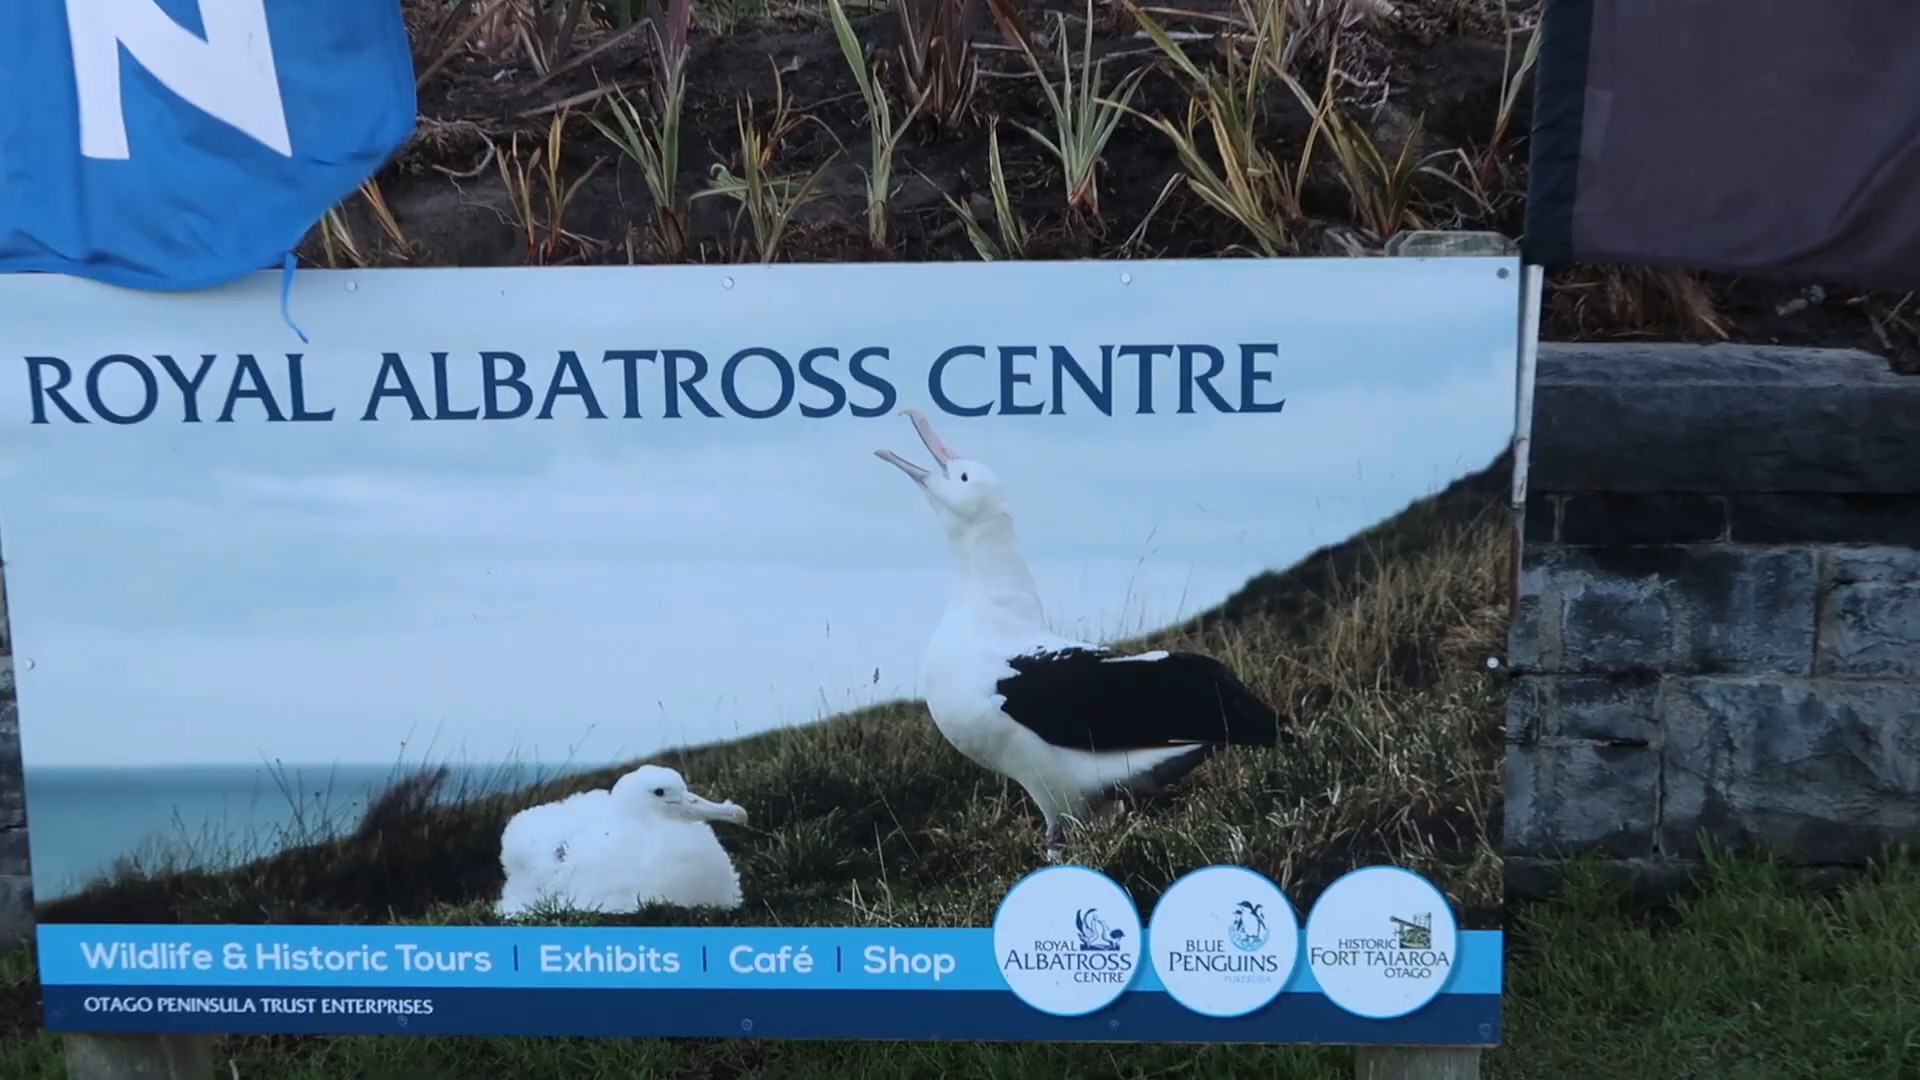 N
ROYAL ALBATROSS CENTRE
Wildlife & Historic Tours | Exhibits | Café | Shop
OTAGO PENINSULA TRUST ENTERPRISES
ROYAL
ALBATROSS
CENTRE
BLUE
PENGUINS
PUKEKURA
HISTORIC
FORT TAIAROA
OTAGO